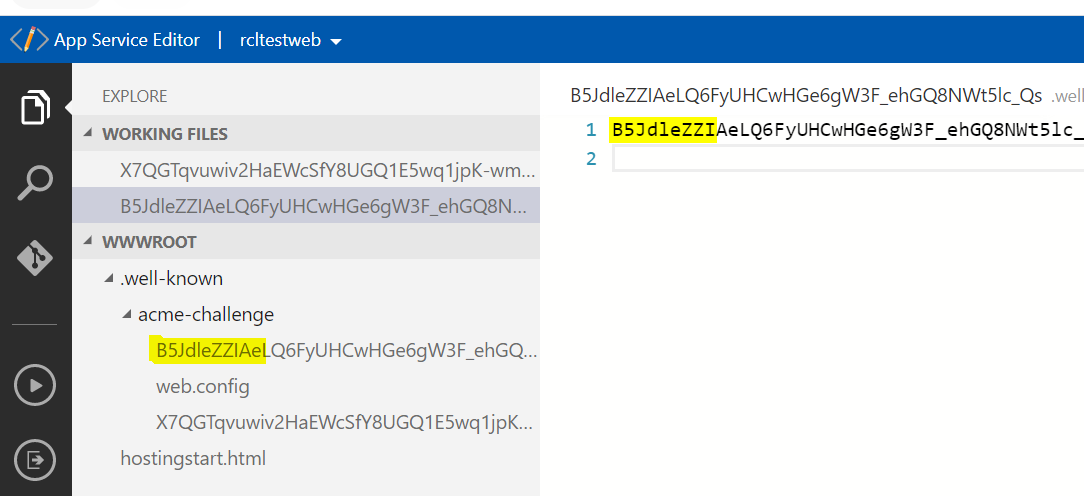 App Service Editor | rcltestweb
EXPLORE
WORKING FILES
X7QGTqvuwiv2HaEWcSfY8UGQ1E5wq1jpK-wm...
B5JdleZZIAeLQ6FyUHCwHGe6gW3F_ehGQ8N...
WWWROOT
.well-known
acme-challenge
B5JdleZZIAeLQ6FyUHCwHGe6gW3F_ehGQ...
web.config
X7QGTqvuwiv2HaEWcSfY8UGQ1E5wq1jpK...
hostingstart.html
B5JdleZZIAeLQ6FyUHCwHGe6gW3F_ehGQ8NWt5lc_Qs .well
1 B5JdleZZIAeLQ6FyUHCwHGe6gW3F_ehGQ8NWt5lc_
2